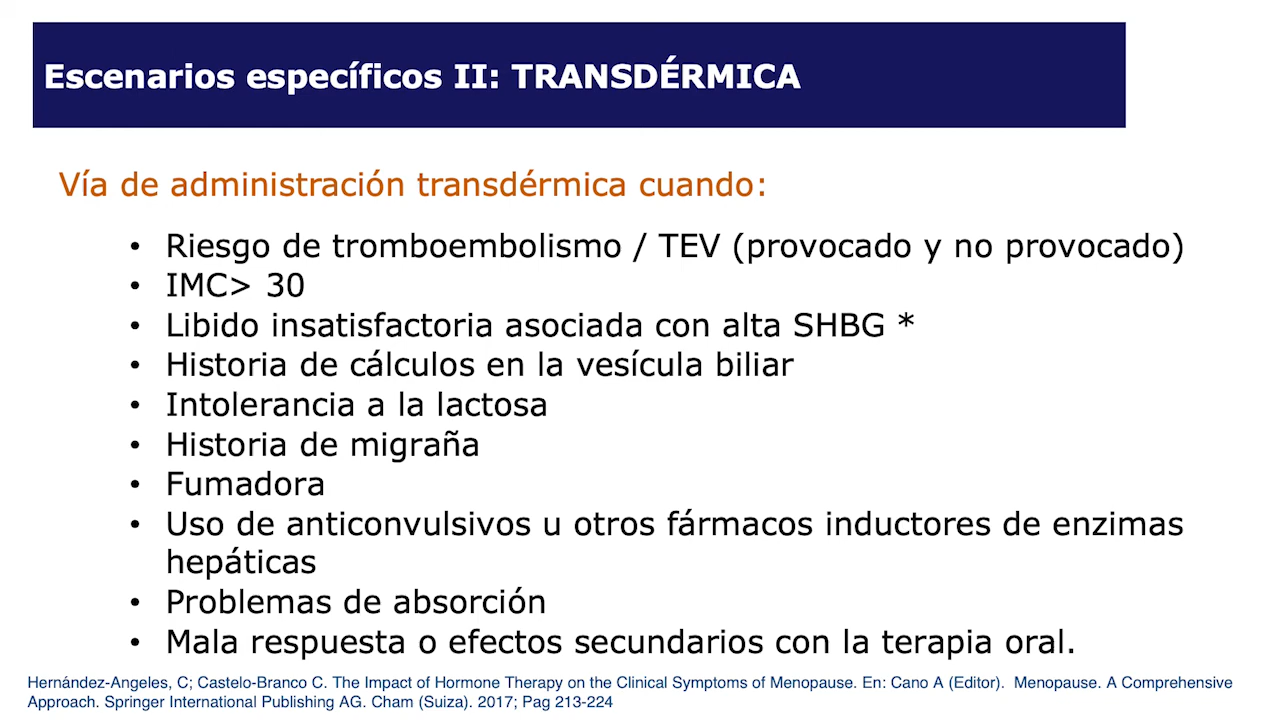 Escenarios específicos II: TRANSDÉRMICA
Vía de administración transdérmica cuando:
• Riesgo de tromboembolismo / TEV (provocado y no provocado)
• IMC> 30
• Libido insatisfactoria asociada con alta SHBG *
• Historia de cálculos en la vesícula biliar
• Intolerancia a la lactosa
• Historia de migraña
• Fumadora
• Uso de anticonvulsivos u otros fármacos inductores de enzimas
hepáticas
• Problemas de absorción
• Mala respuesta o efectos secundarios con la terapia oral.
Hernández-Angeles, C; Castelo-Branco C. The Impact of Hormone Therapy on the Clinical Symptoms of Menopause. En: Cano A (Editor). Menopause. A Comprehensive
Approach. Springer International Publishing AG. Cham (Suiza). 2017; Pag 213-224